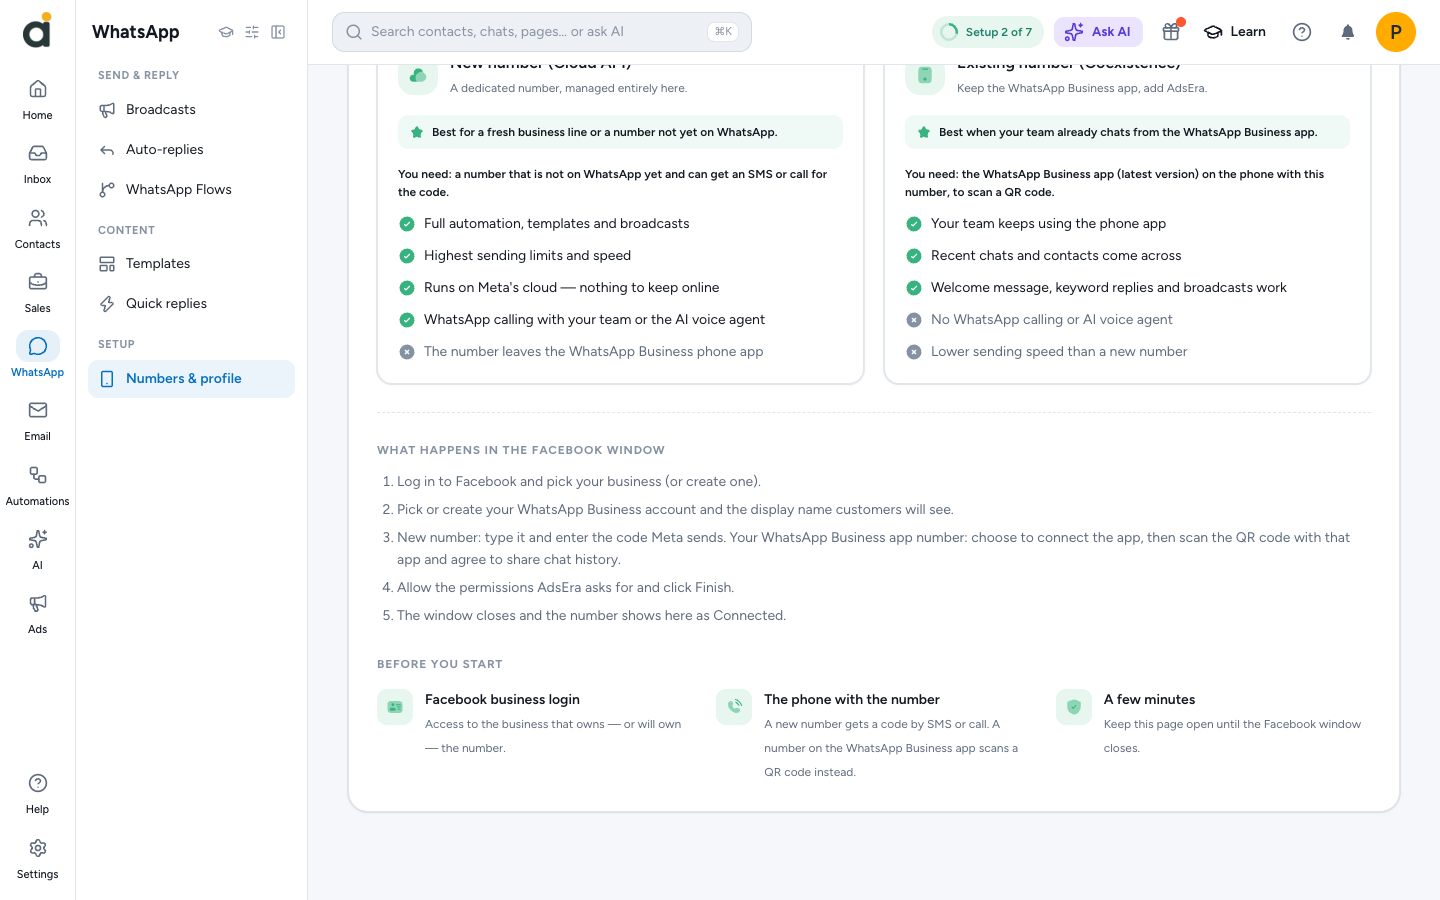 WhatsApp
Search contacts, chats, pages... or ask AI
⌘K
Setup 2 of 7
Ask AI
Learn
P
Home
Inbox
Contacts
Sales
WhatsApp
Email
Automations
AI
Ads
Help
Settings
SEND & REPLY
Broadcasts
Auto-replies
WhatsApp Flows
CONTENT
Templates
Quick replies
SETUP
Numbers & profile
New number (Cloud API)
A dedicated number, managed entirely here.
Best for a fresh business line or a number not yet on WhatsApp.
You need: a number that is not on WhatsApp yet and can get an SMS or call for
the code.
Full automation, templates and broadcasts
Highest sending limits and speed
Runs on Meta's cloud — nothing to keep online
WhatsApp calling with your team or the AI voice agent
The number leaves the WhatsApp Business phone app
Existing number (Coexistence)
Keep the WhatsApp Business app, add AdsEra.
Best when your team already chats from the WhatsApp Business app.
You need: the WhatsApp Business app (latest version) on the phone with this
number, to scan a QR code.
Your team keeps using the phone app
Recent chats and contacts come across
Welcome message, keyword replies and broadcasts work
No WhatsApp calling or AI voice agent
Lower sending speed than a new number
WHAT HAPPENS IN THE FACEBOOK WINDOW
1. Log in to Facebook and pick your business (or create one).
2. Pick or create your WhatsApp Business account and the display name customers will see.
3. New number: type it and enter the code Meta sends. Your WhatsApp Business app number: choose to connect the app, then scan the QR code with that
app and agree to share chat history.
4. Allow the permissions AdsEra asks for and click Finish.
5. The window closes and the number shows here as Connected.
BEFORE YOU START
Facebook business login
Access to the business that owns — or will own
— the number.
The phone with the number
A new number gets a code by SMS or call. A
number on the WhatsApp Business app scans a
QR code instead.
A few minutes
Keep this page open until the Facebook window
closes.